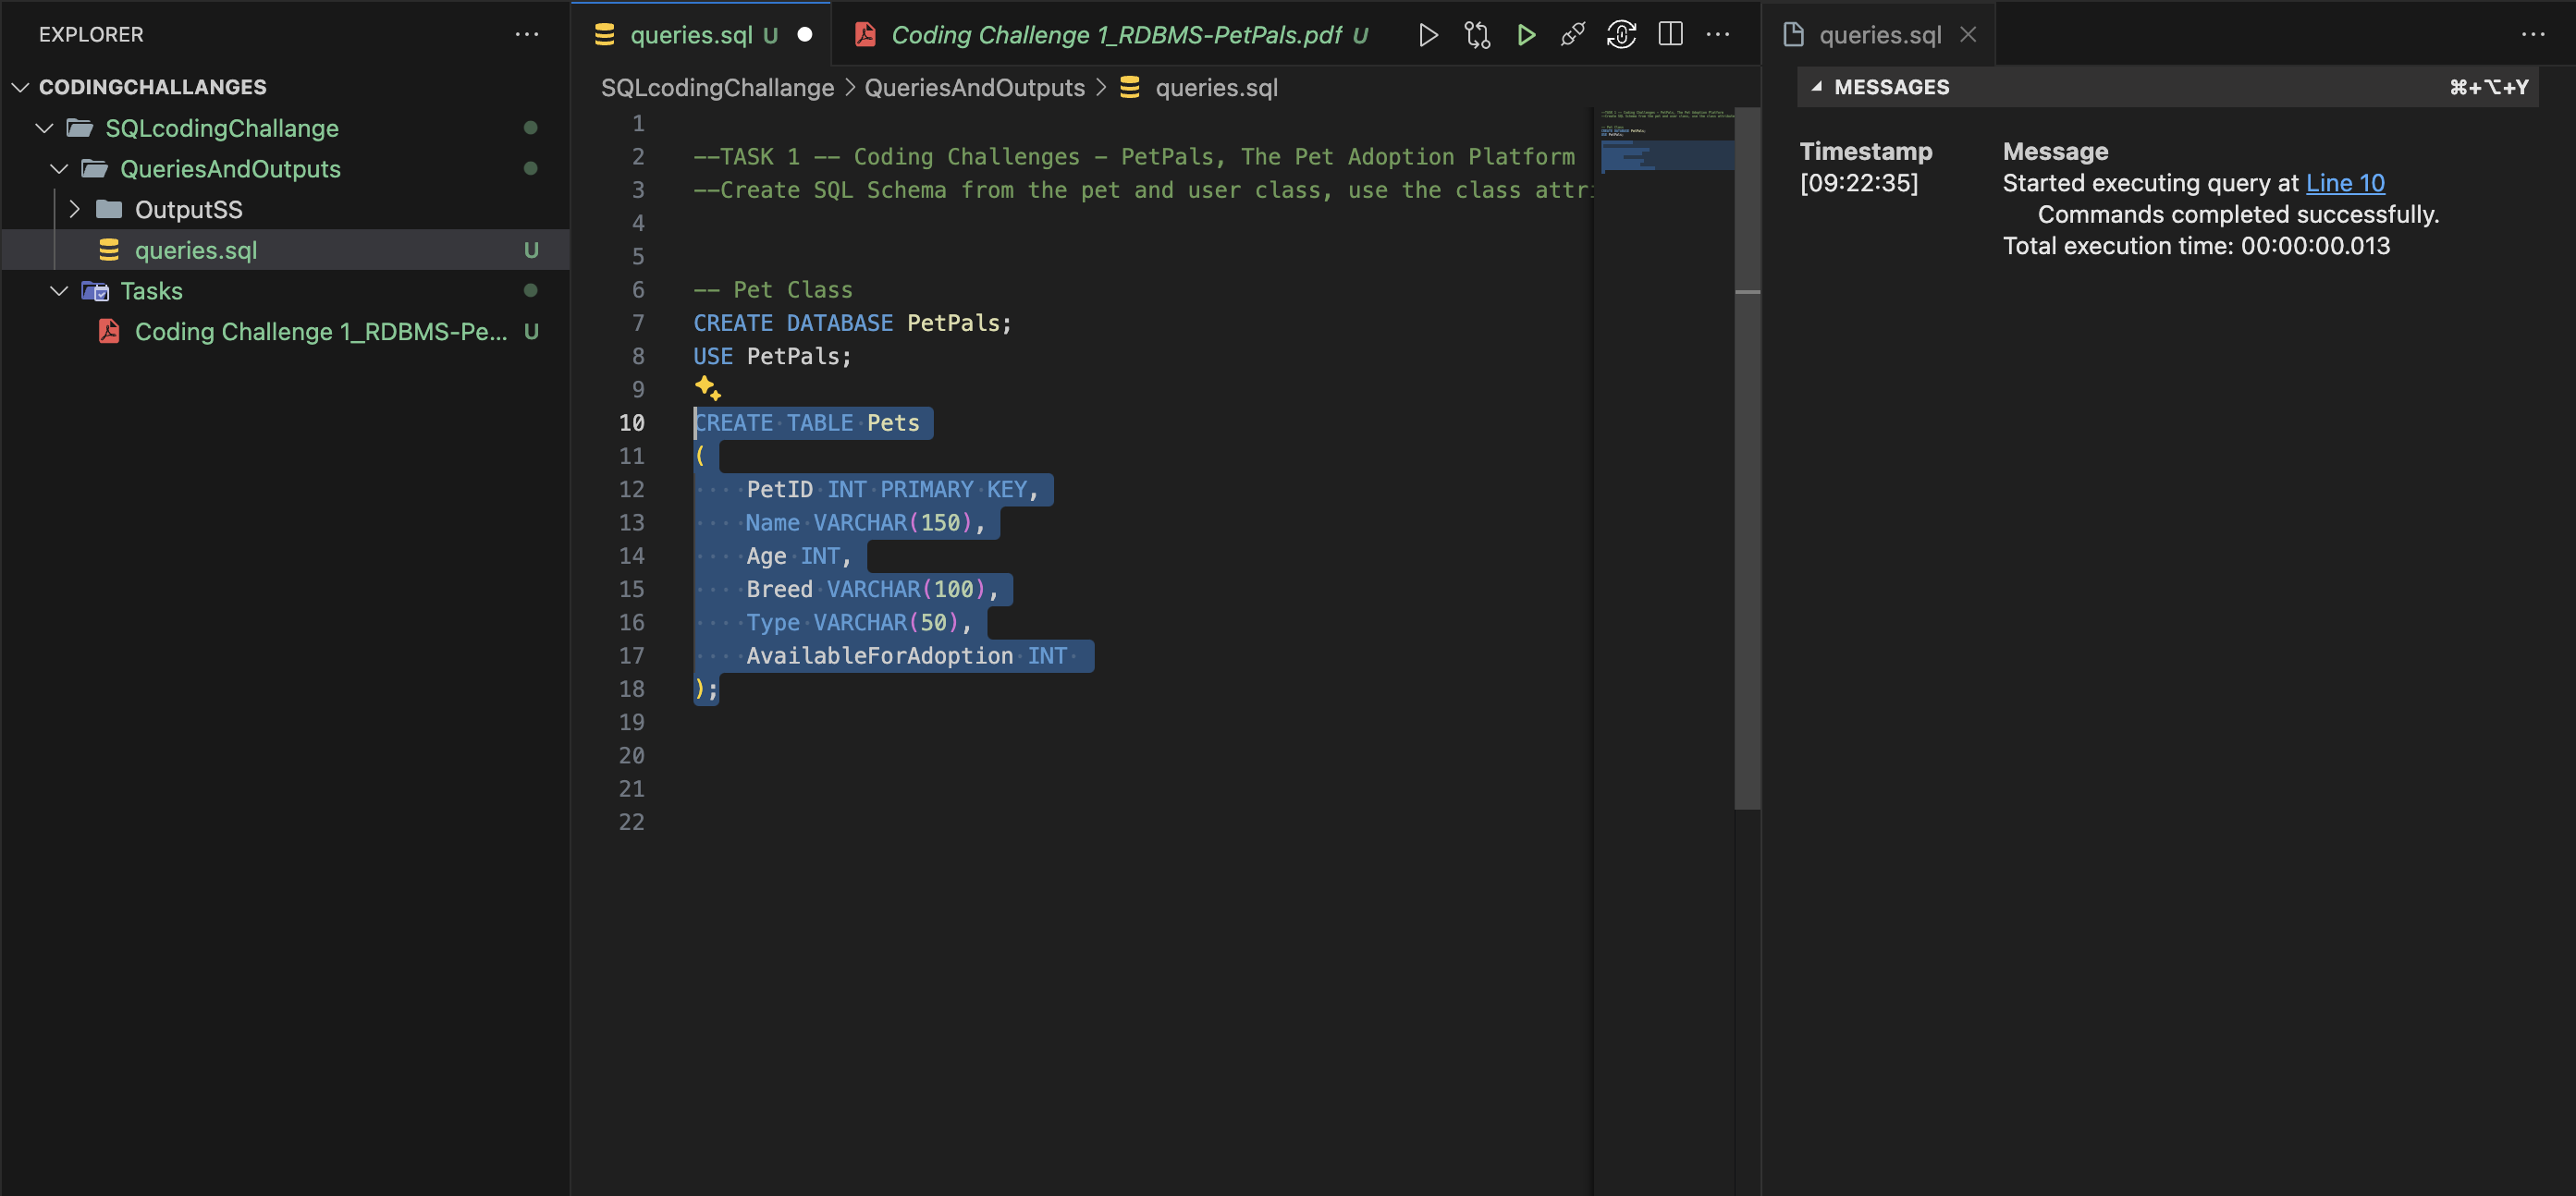 EXPLORER
CODINGCHALLANGES
SQLcodingChallange
QueriesAndOutputs
OutputSS
queries.sql U
Tasks
Coding Challenge 1_RDBMS-Pe... U
queries.sql U
Coding Challenge 1_RDBMS-PetPals.pdf U
SQLcodingChallange > QueriesAndOutputs > queries.sql
1
2 --TASK 1 -- Coding Challenges - PetPals, The Pet Adoption Platform
3 --Create SQL Schema from the pet and user class, use the class attri
4
5
6 -- Pet Class
7 CREATE DATABASE PetPals;
8 USE PetPals;
9
10 CREATE TABLE Pets
11 (
12 PetID INT PRIMARY KEY,
13 Name VARCHAR(150),
14 Age INT,
15 Breed VARCHAR(100),
16 Type VARCHAR(50),
17 AvailableForAdoption INT
18 );
19
20
21
22
queries.sql
MESSAGES ⌘+⌥+Y
Timestamp Message
[09:22:35] Started executing query at Line 10
Commands completed successfully.
Total execution time: 00:00:00.013